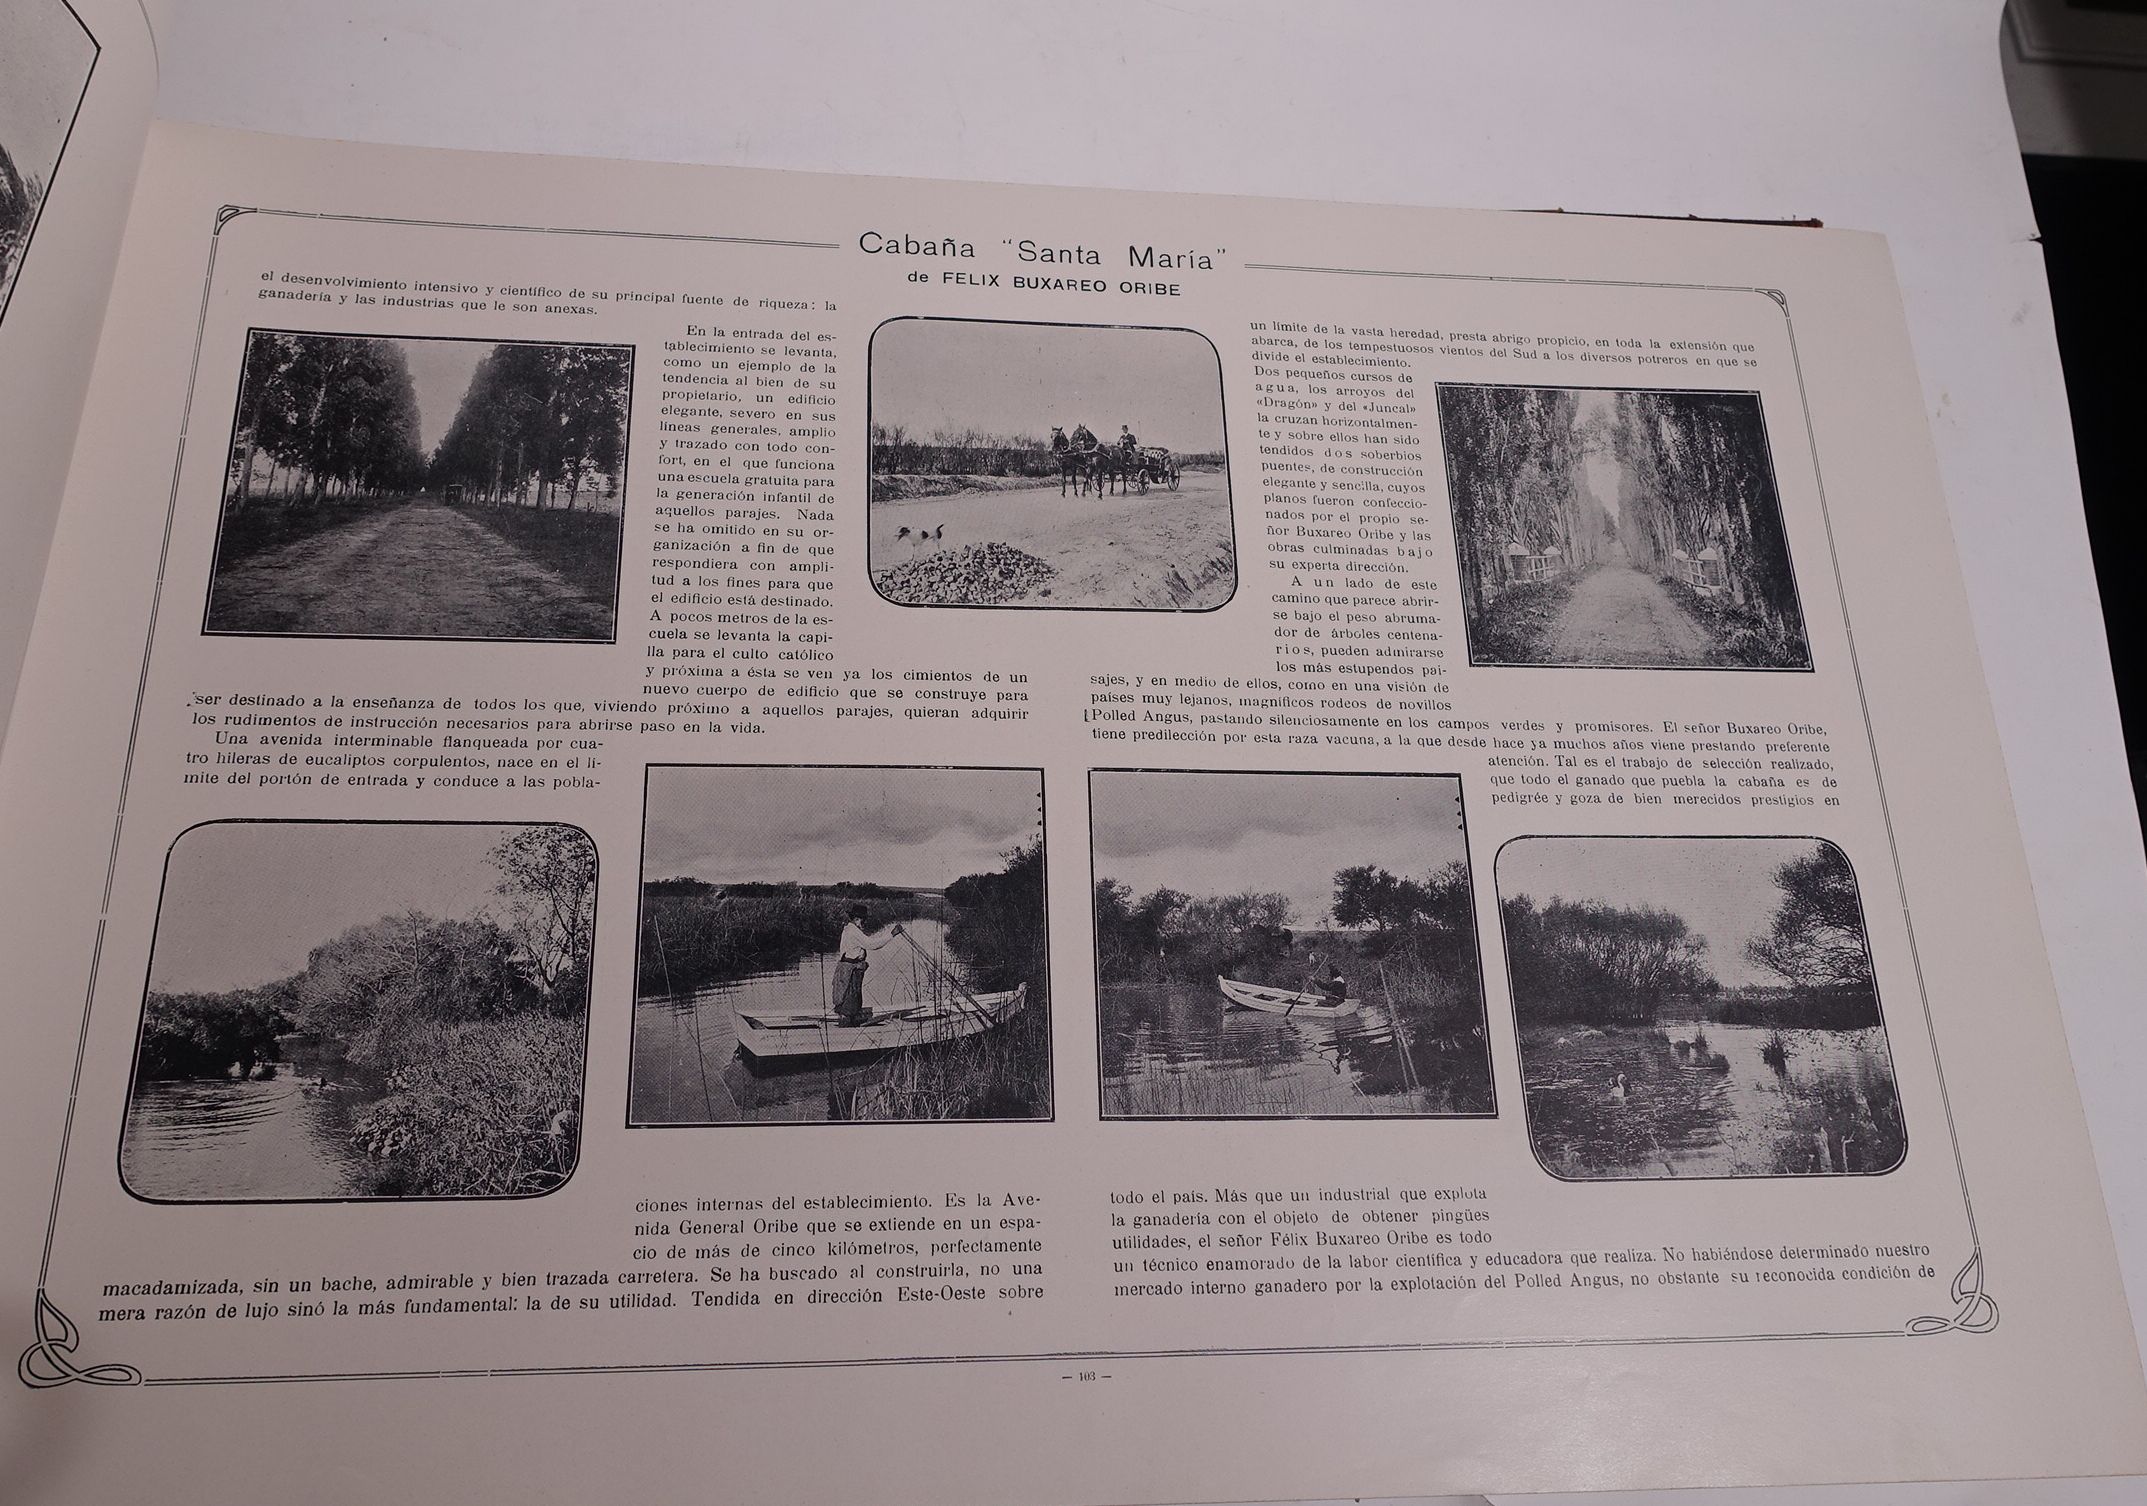 Cabaña "Santa María"
de FELIX BUXAREO ORIBE
el desenvolvimiento intensivo y científico de su principal fuente de riqueza: la
ganadería y las industrias que le son anexas.
En la entrada del es-
tablecimiento se levanta,
como un ejemplo de la
tendencia al bien de su
propietario, un edificio
elegante, severo en sus
líneas generales, amplio
y trazado con todo con-
fort, en el que funciona
una escuela gratuita para
la generación infantil de
aquellos parajes. Nada
se ha omitido en su or-
ganización a fin de que
respondiera con ampli-
tud a los fines para que
el edificio está destinado.
A pocos metros de la es-
cuela se levanta la capi-
lla para el culto católico
y próxima a ésta se ven ya los cimientos de un
nuevo cuerpo de edificio que se construye para
ser destinado a la enseñanza de todos los que, viviendo próximo a aquellos parajes, quieran adquirir
los rudimentos de instrucción necesarios para abrirse paso en la vida.
Una avenida interminable flanqueada por cua-
tro hileras de eucaliptos corpulentos, nace en el lí-
mite del portón de entrada y conduce a las pobla-
ciones internas del establecimiento. Es la Ave-
nida General Oribe que se extiende en un espa-
cio de más de cinco kilómetros, perfectamente
macadamizada, sin un bache, admirable y bien trazada carretera. Se ha buscado al construirla, no una
mera razón de lujo sinó la más fundamental: la de su utilidad. Tendida en dirección Este-Oeste sobre
un límite de la vasta heredad, presta abrigo propicio, en toda la extensión que
abarca, de los tempestuosos vientos del Sud a los diversos potreros en que se
divide el establecimiento.
Dos pequeños cursos de
agua, los arroyos del
«Dragón» y del «Juncal»
la cruzan horizontalmen-
te y sobre ellos han sido
tendidos dos soberbios
puentes, de construcción
elegante y sencilla, cuyos
planos fueron confeccio-
nados por el propio se-
ñor Buxareo Oribe y las
obras culminadas bajo
su experta dirección.
A un lado de este
camino que parece abrir-
se bajo el peso abruma-
dor de árboles centena-
rios, pueden admirarse
los más estupendos pai-
sajes, y en medio de ellos, como en una visión de
países muy lejanos, magníficos rodeos de novillos
Polled Angus, pastando silenciosamente en los campos verdes y promisores. El señor Buxareo Oribe,
tiene predilección por esta raza vacuna, a la que desde hace ya muchos años viene prestando preferente
atención. Tal es el trabajo de selección realizado,
que todo el ganado que puebla la cabaña es de
pedigrée y goza de bien merecidos prestigios en
todo el país. Más que un industrial que explota
la ganadería con el objeto de obtener pingües
utilidades, el señor Félix Buxareo Oribe es todo
un técnico enamorado de la labor científica y educadora que realiza. No habiéndose determinado nuestro
mercado interno ganadero por la explotación del Polled Angus, no obstante su reconocida condición de
— 103 —